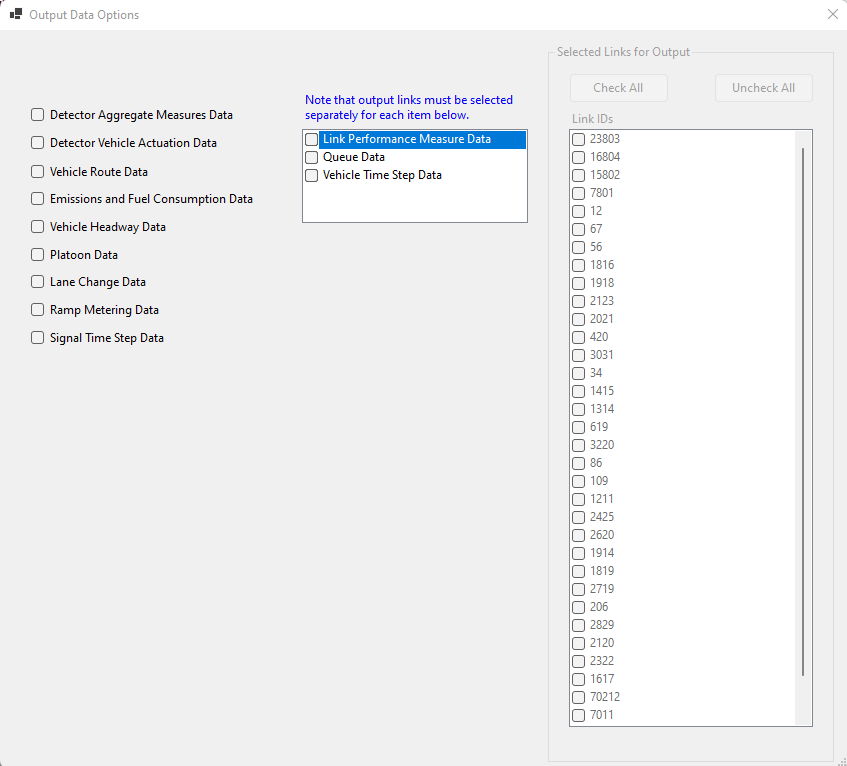 Output Data Options
Detector Aggregate Measures Data
Detector Vehicle Actuation Data
Vehicle Route Data
Emissions and Fuel Consumption Data
Vehicle Headway Data
Platoon Data
Lane Change Data
Ramp Metering Data
Signal Time Step Data
Note that output links must be selected
separately for each item below.
Link Performance Measure Data
Queue Data
Vehicle Time Step Data
Selected Links for Output
Check All
Uncheck All
Link IDs
23803
16804
15802
7801
12
67
56
1816
1918
2123
2021
420
3031
34
1415
1314
619
3220
86
109
1211
2425
2620
1914
1819
2719
206
2829
2120
2322
1617
70212
7011